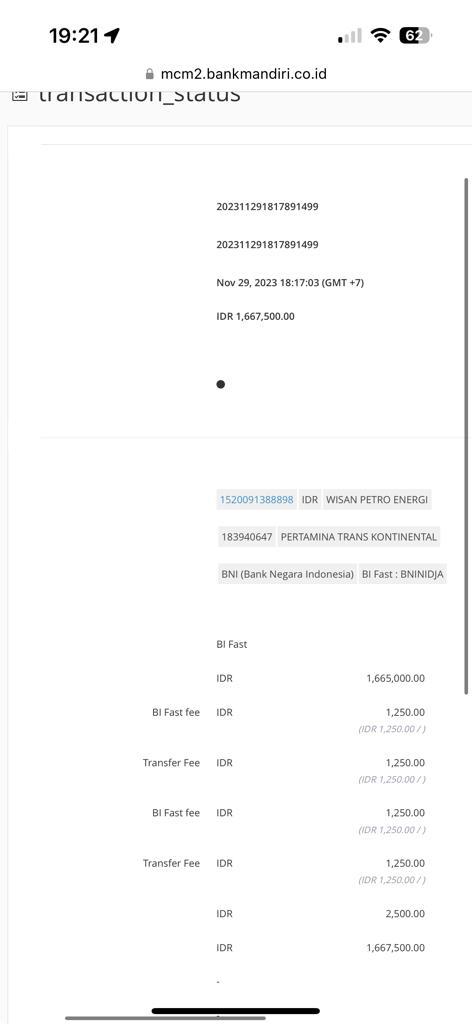 19:21
62
mcm2.bankmandiri.co.id
transaction_status
202311291817891499
202311291817891499
Nov 29, 2023 18:17:03 (GMT +7)
IDR 1,667,500.00
1520091388898 IDR WISAN PETRO ENERGI
183940647 PERTAMINA TRANS KONTINENTAL
BNI (Bank Negara Indonesia) BI Fast : BNINIDJA
BI Fast
IDR 1,665,000.00
BI Fast fee IDR 1,250.00
(IDR 1,250.00 / )
Transfer Fee IDR 1,250.00
(IDR 1,250.00 / )
BI Fast fee IDR 1,250.00
(IDR 1,250.00 / )
Transfer Fee IDR 1,250.00
(IDR 1,250.00 / )
IDR 2,500.00
IDR 1,667,500.00
-